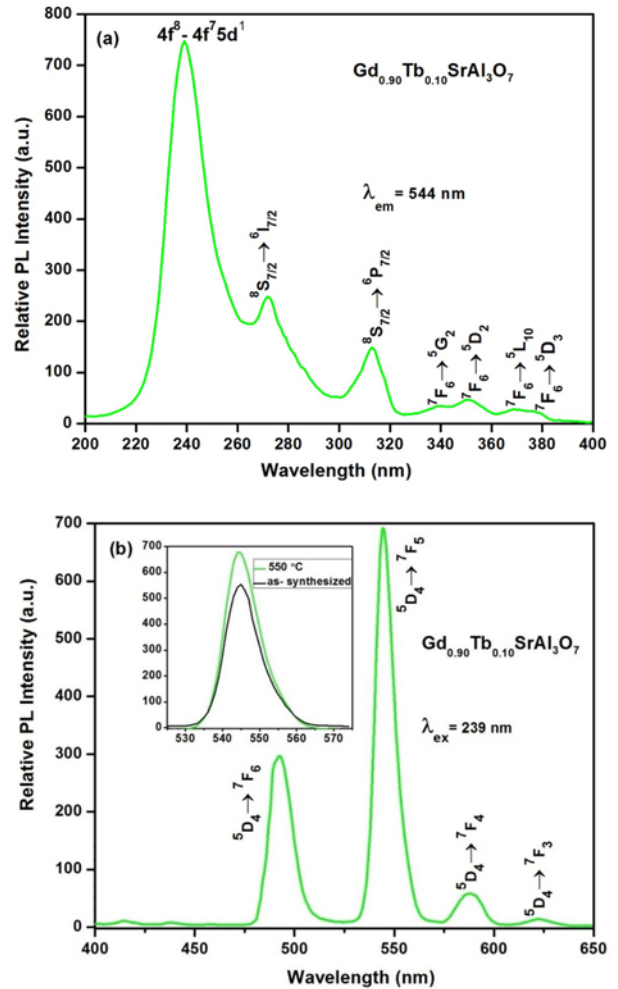 (a)
4f⁸- 4f⁷5d¹
Gd₀.₉₀Tb₀.₁₀SrAl₃O₇
λem = 544 nm
⁸S₇/₂→⁶I₇/₂
⁸S₇/₂→⁶P₇/₂
⁷F₆→⁵G₂
⁷F₆→⁵D₂
⁷F₆→⁵L₁₀
⁷F₆→⁵D₃
Relative PL Intensity (a.u.)
800
700
600
500
400
300
200
100
0
200 220 240 260 280 300 320 340 360 380 400
Wavelength (nm)
(b)
Relative PL Intensity (a.u.)
700
600
500
400
300
200
100
0
700
600
500
400
300
200
100
0
550 °C
as- synthesized
530 540 550 560 570
⁵D₄→⁷F₆
⁵D₄→⁷F₅
Gd₀.₉₀Tb₀.₁₀SrAl₃O₇
λex = 239 nm
⁵D₄→⁷F₄
⁵D₄→⁷F₃
400 450 500 550 600 650
Wavelength (nm)